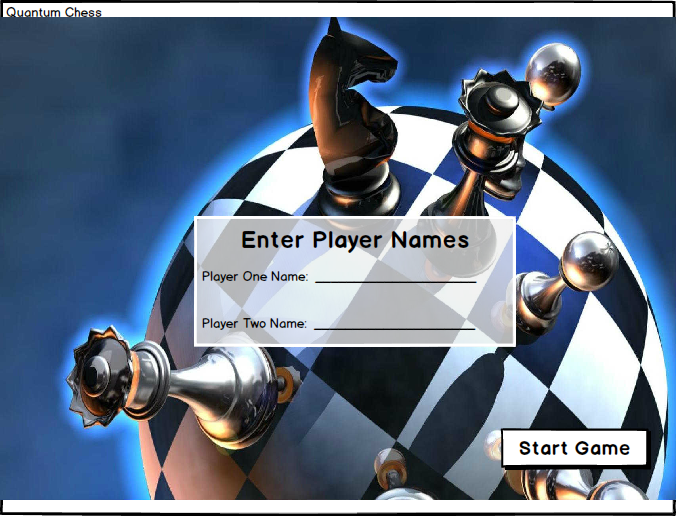 Quantum Chess
Enter Player Names
Player One Name:
Player Two Name:
Start Game